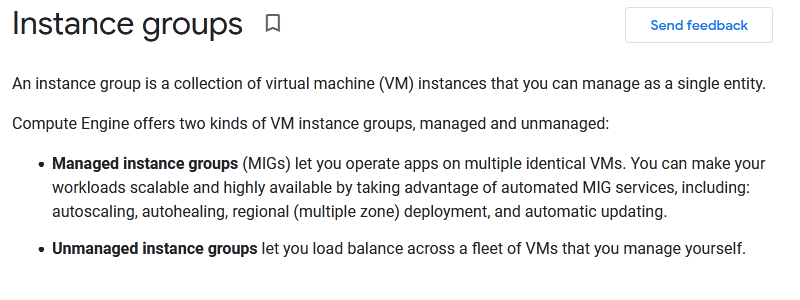 Instance groups
Send feedback
An instance group is a collection of virtual machine (VM) instances that you can manage as a single entity.
Compute Engine offers two kinds of VM instance groups, managed and unmanaged:
• Managed instance groups (MIGs) let you operate apps on multiple identical VMs. You can make your
workloads scalable and highly available by taking advantage of automated MIG services, including:
autoscaling, autohealing, regional (multiple zone) deployment, and automatic updating.
• Unmanaged instance groups let you load balance across a fleet of VMs that you manage yourself.